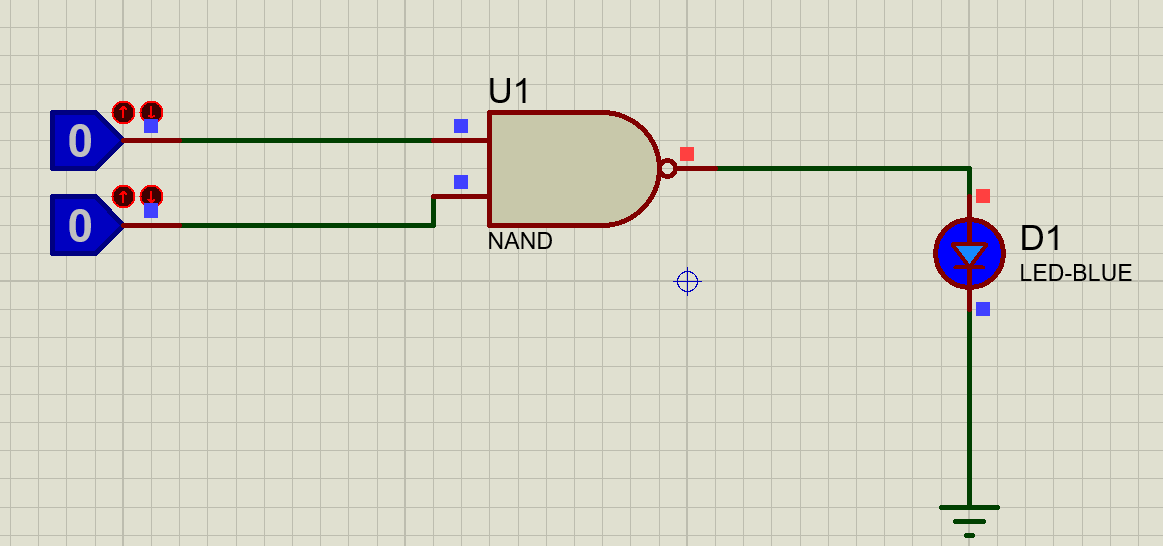 U1
0
0
NAND
D1
LED-BLUE